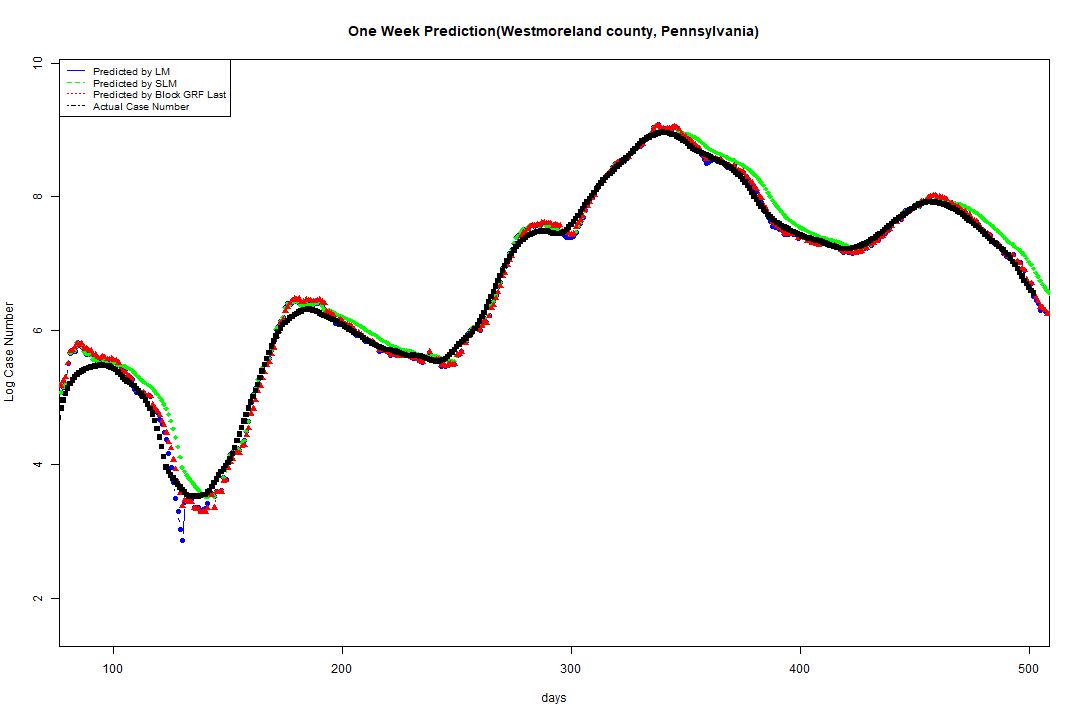 One Week Prediction(Westmoreland county, Pennsylvania)
Predicted by LM
Predicted by SLM
Predicted by Block GRF Last
Actual Case Number
Log Case Number
10
8
6
4
2
100 200 300 400 500
days